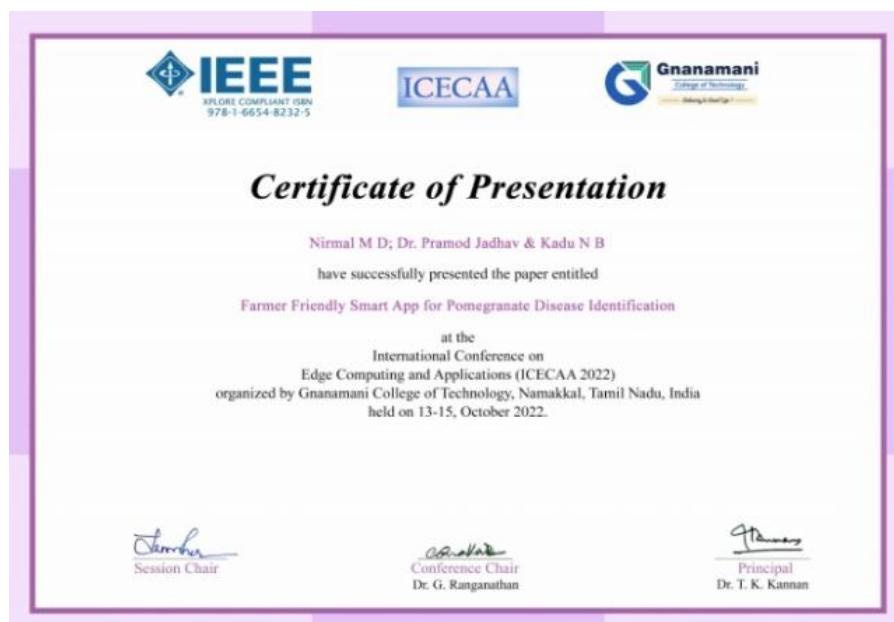 IEEE
XPLORE COMPLIANT ISBN
978-1-6654-8232-5
ICECAA
Gnanamani
College of Technology
Certificate of Presentation
Nirmal M D; Dr. Pramod Jadhav & Kadu N B
have successfully presented the paper entitled
Farmer Friendly Smart App for Pomegranate Disease Identification
at the
International Conference on
Edge Computing and Applications (ICECAA 2022)
organized by Gnanamani College of Technology, Namakkal, Tamil Nadu, India
held on 13-15, October 2022.
Session Chair
Conference Chair
Dr. G. Ranganathan
Principal
Dr. T. K. Kannan